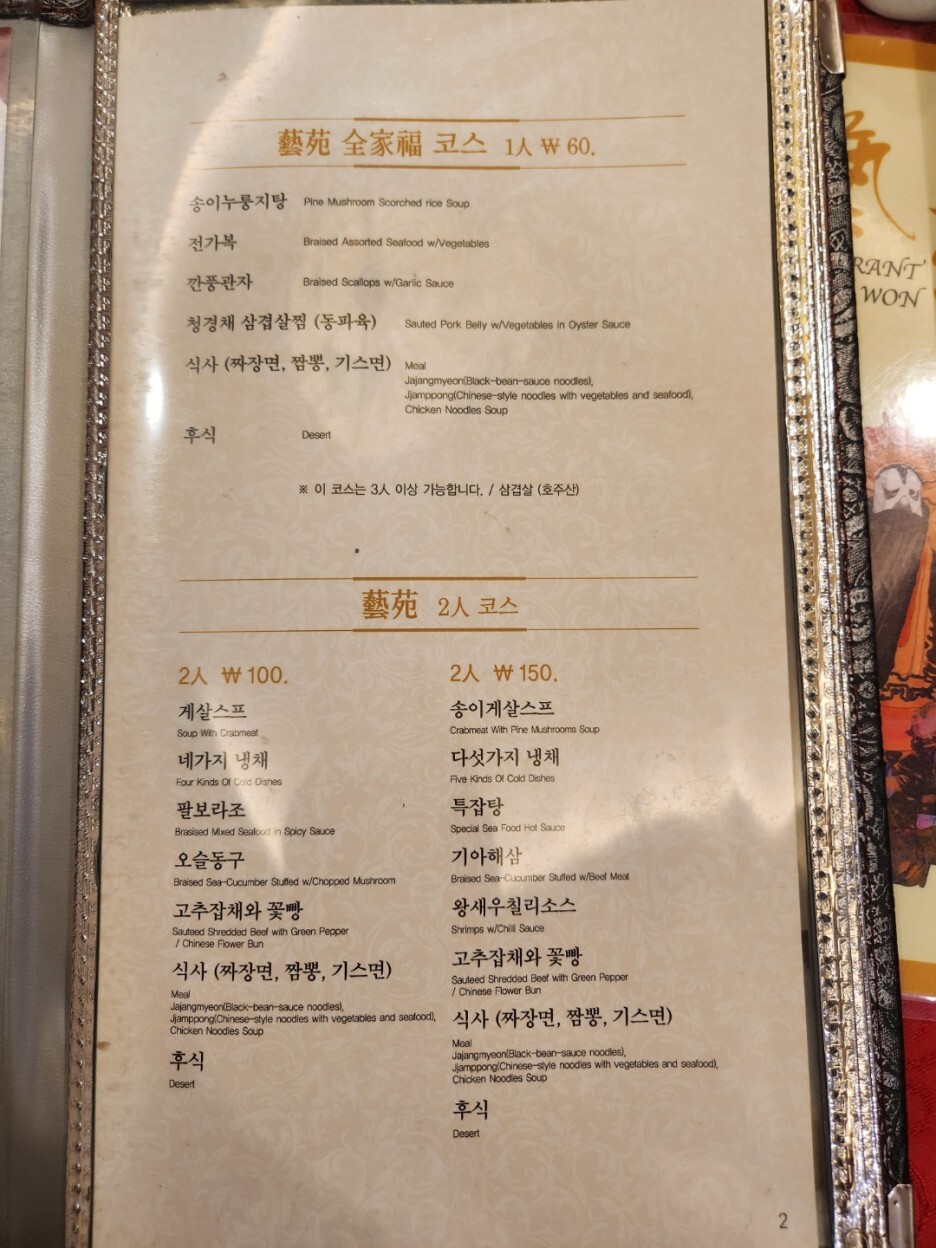 藝苑 全家福 코스 1人 ₩ 60.
송이누룽지탕 Pine Mushroom Scorched rice Soup
전가복 Braised Assorted Seafood w/Vegetables
깐풍관자 Braised Scallops w/Garlic Sauce
청경채 삼겹살찜 (동파육) Sauted Pork Belly w/Vegetables in Oyster Sauce
식사 (짜장면, 짬뽕, 기스면) Meal
Jajangmyeon(Black-bean-sauce noodles),
Jjamppong(Chinese-style noodles with vegetables and seafood),
Chicken Noodles Soup
후식 Desert
※ 이 코스는 3人 이상 가능합니다. / 삼겹살 (호주산)
藝苑 2人 코스
2人 ₩ 100.
게살스프
Soup With Crabmeat
네가지 냉채
Four Kinds Of Cold Dishes
팔보라조
Brasised Mixed Seafood in Spicy Sauce
오슬동구
Braised Sea-Cucumber Stuffed w/Chopped Mushroom
고추잡채와 꽃빵
Sauteed Shredded Beef with Green Pepper
/ Chinese Flower Bun
식사 (짜장면, 짬뽕, 기스면)
Meal
Jajangmyeon(Black-bean-sauce noodles),
Jjamppong(Chinese-style noodles with vegetables and seafood),
Chicken Noodles Soup
후식
Desert
2人 ₩ 150.
송이게살스프
Crabmeat With Pine Mushrooms Soup
다섯가지 냉채
Five Kinds Of Cold Dishes
특잡탕
Special Sea Food Hot Sauce
기아해삼
Braised Sea-Cucumber Stuffed w/Beef Meat
왕새우칠리소스
Shrimps w/Chilli Sauce
고추잡채와 꽃빵
Sauteed Shredded Beef with Green Pepper
/ Chinese Flower Bun
식사 (짜장면, 짬뽕, 기스면)
Meal
Jajangmyeon(Black-bean-sauce noodles),
Jjamppong(Chinese-style noodles with vegetables and seafood),
Chicken Noodles Soup
후식
Desert
2
RANT
WON